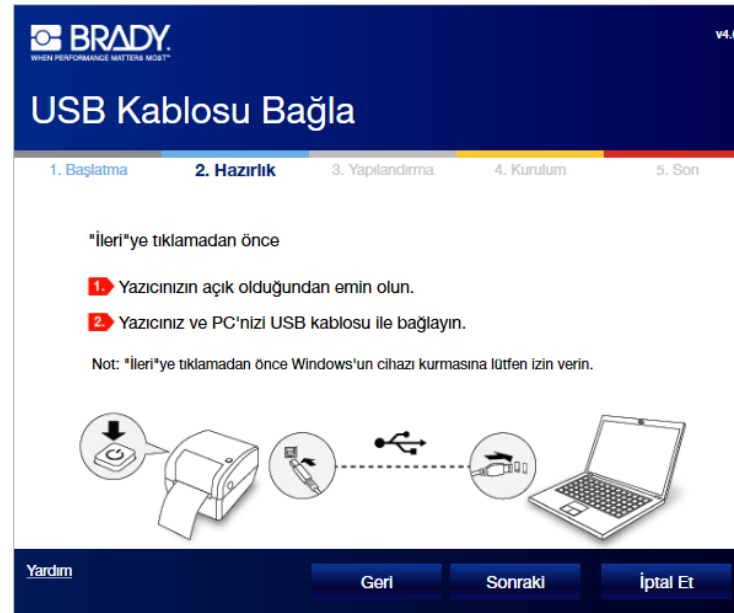 BRADY.
WHEN PERFORMANCE MATTERS MOST™
USB Kablosu Bağla
1. Başlatma
2. Hazırlık
3. Yapılandırma
4. Kurulum
5. Son
"İleri"ye tıklamadan önce
1. Yazıcınızın açık olduğundan emin olun.
2. Yazıcınız ve PC'nizi USB kablosu ile bağlayın.
Not: "İleri"ye tıklamadan önce Windows'un cihazı kurmasına lütfen izin verin.
Yardım
Geri
Sonraki
İptal Et